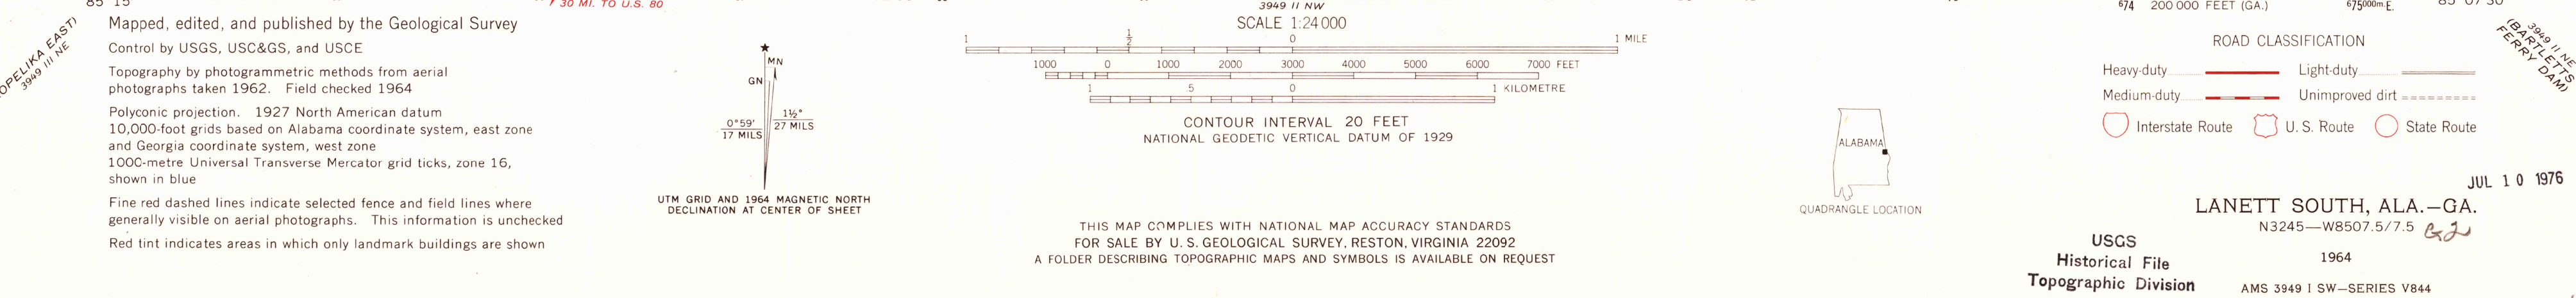 85° 15'
30 MI. TO U.S. 80
(OPELIKA EAST)
3949 III NE
Mapped, edited, and published by the Geological Survey
Control by USGS, USC&GS, and USCE
Topography by photogrammetric methods from aerial
photographs taken 1962. Field checked 1964
Polyconic projection. 1927 North American datum
10,000-foot grids based on Alabama coordinate system, east zone
and Georgia coordinate system, west zone
1000-metre Universal Transverse Mercator grid ticks, zone 16,
shown in blue
Fine red dashed lines indicate selected fence and field lines where
generally visible on aerial photographs. This information is unchecked
Red tint indicates areas in which only landmark buildings are shown
★
MN
GN
0°59'
17 MILS
1½°
27 MILS
UTM GRID AND 1964 MAGNETIC NORTH
DECLINATION AT CENTER OF SHEET
3949 II NW
SCALE 1:24 000
1 ½ 0 1 MILE
1000 0 1000 2000 3000 4000 5000 6000 7000 FEET
1 .5 0 1 KILOMETRE
CONTOUR INTERVAL 20 FEET
NATIONAL GEODETIC VERTICAL DATUM OF 1929
THIS MAP COMPLIES WITH NATIONAL MAP ACCURACY STANDARDS
FOR SALE BY U. S. GEOLOGICAL SURVEY, RESTON, VIRGINIA 22092
A FOLDER DESCRIBING TOPOGRAPHIC MAPS AND SYMBOLS IS AVAILABLE ON REQUEST
ALABAMA
QUADRANGLE LOCATION
674 200 000 FEET (GA.) 675000m.E. 85°07'30"
3949 II NE
(BARTLETTS
FERRY DAM)
ROAD CLASSIFICATION
Heavy-duty Light-duty
Medium-duty Unimproved dirt
Interstate Route U. S. Route State Route
JUL 10 1976
LANETT SOUTH, ALA.—GA.
N3245—W8507.5/7.5
G2
1964
AMS 3949 I SW—SERIES V844
USGS
Historical File
Topographic Division